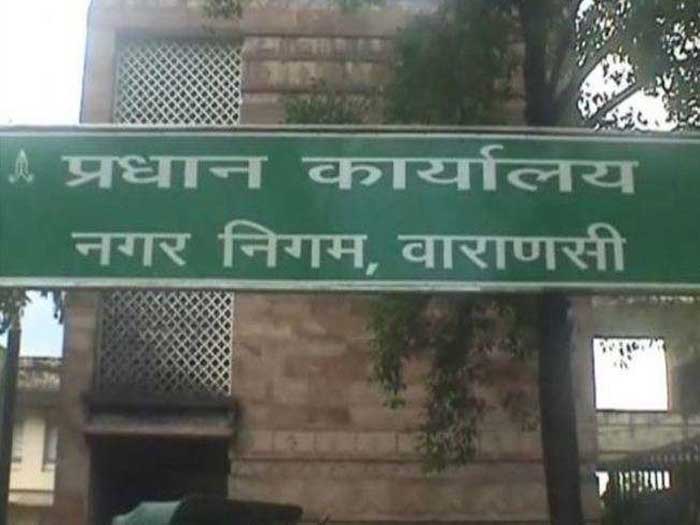 प्रधान कार्यालय
नगर निगम, वाराणसी